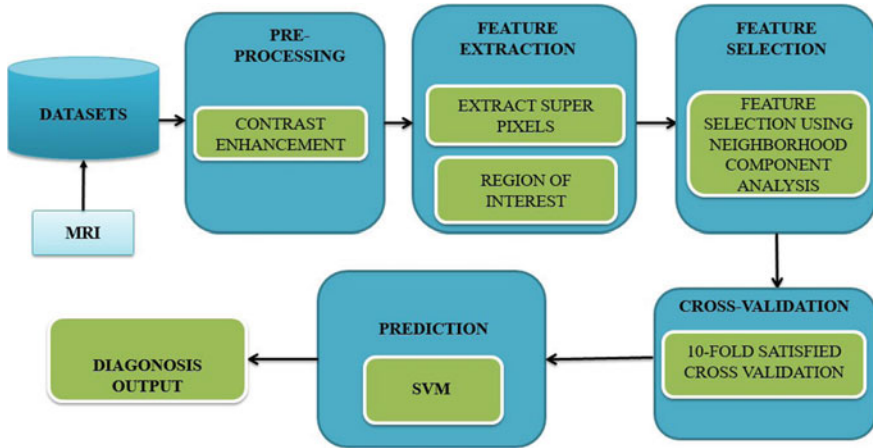 DATASETS
MRI
PRE-
PROCESSING
CONTRAST
ENHANCEMENT
FEATURE
EXTRACTION
EXTRACT SUPER
PIXELS
REGION OF
INTEREST
FEATURE
SELECTION
FEATURE
SELECTION USING
NEIGHBORHOOD
COMPONENT
ANALYSIS
CROSS-VALIDATION
10-FOLD SATISFIED
CROSS VALIDATION
PREDICTION
SVM
DIAGONOSIS
OUTPUT